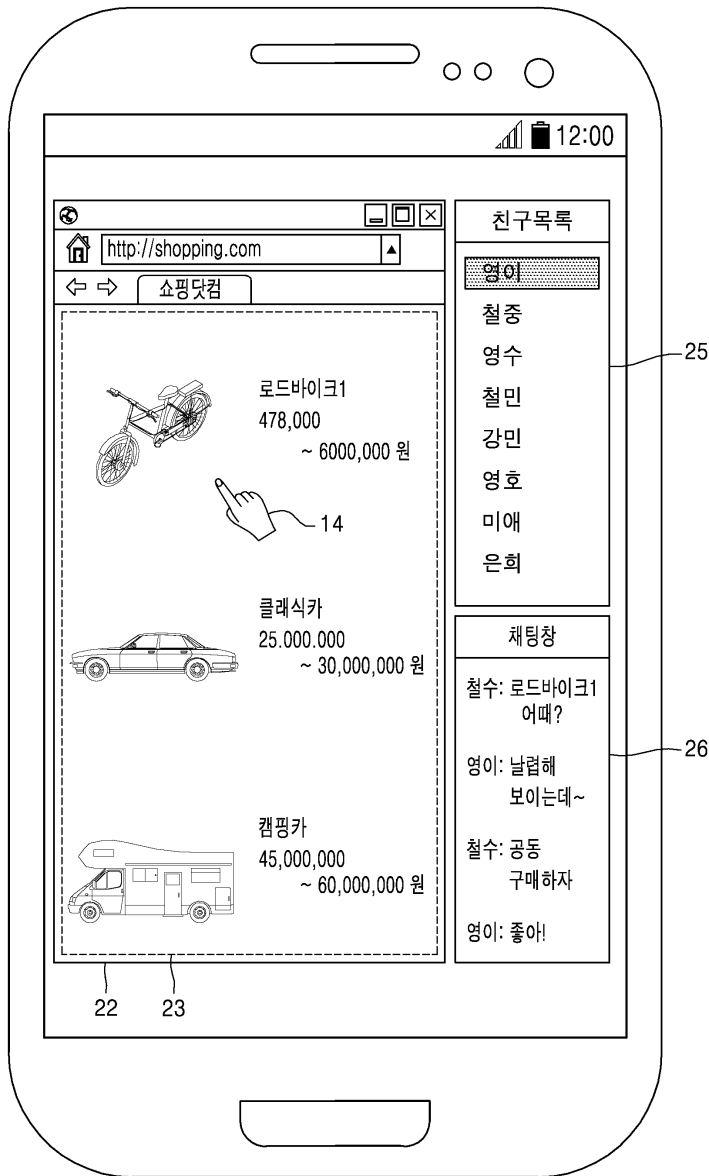 12:00
http://shopping.com
쇼핑닷컴
로드바이크1
478,000
~ 6000,000 원
14
클래식카
25.000.000
~ 30,000,000 원
캠핑카
45,000,000
~ 60,000,000 원
22
23
친구목록
영이
철중
영수
철민
강민
영호
미애
은희
25
채팅창
철수: 로드바이크1
어때?
영이: 날렵해
보이는데~
철수: 공동
구매하자
영이: 좋아!
26